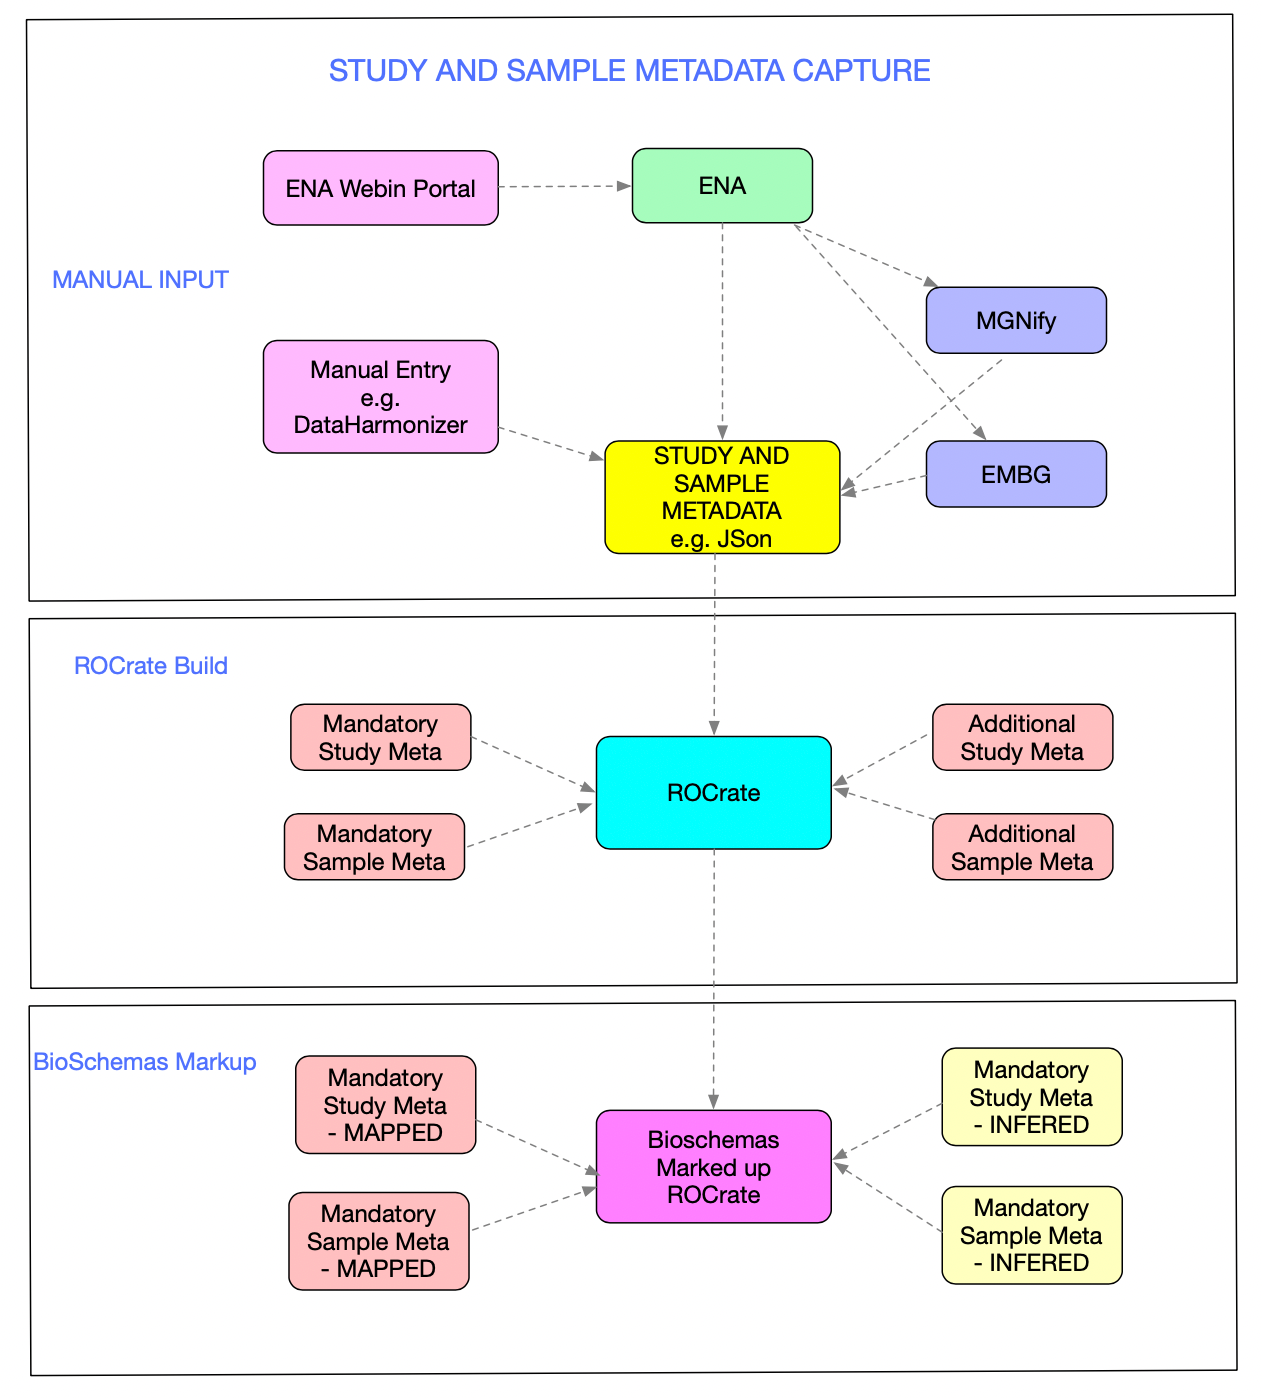 STUDY AND SAMPLE METADATA CAPTURE
ENA Webin Portal
ENA
MANUAL INPUT
MGNify
Manual Entry
e.g.
DataHarmonizer
STUDY AND
SAMPLE
METADATA
e.g. JSon
EMBG
ROCrate Build
Mandatory
Study Meta
Additional
Study Meta
ROCrate
Mandatory
Sample Meta
Additional
Sample Meta
BioSchemas Markup
Mandatory
Study Meta
- MAPPED
Mandatory
Study Meta
- INFERED
Bioschemas
Marked up
ROCrate
Mandatory
Sample Meta
- MAPPED
Mandatory
Sample Meta
- INFERED